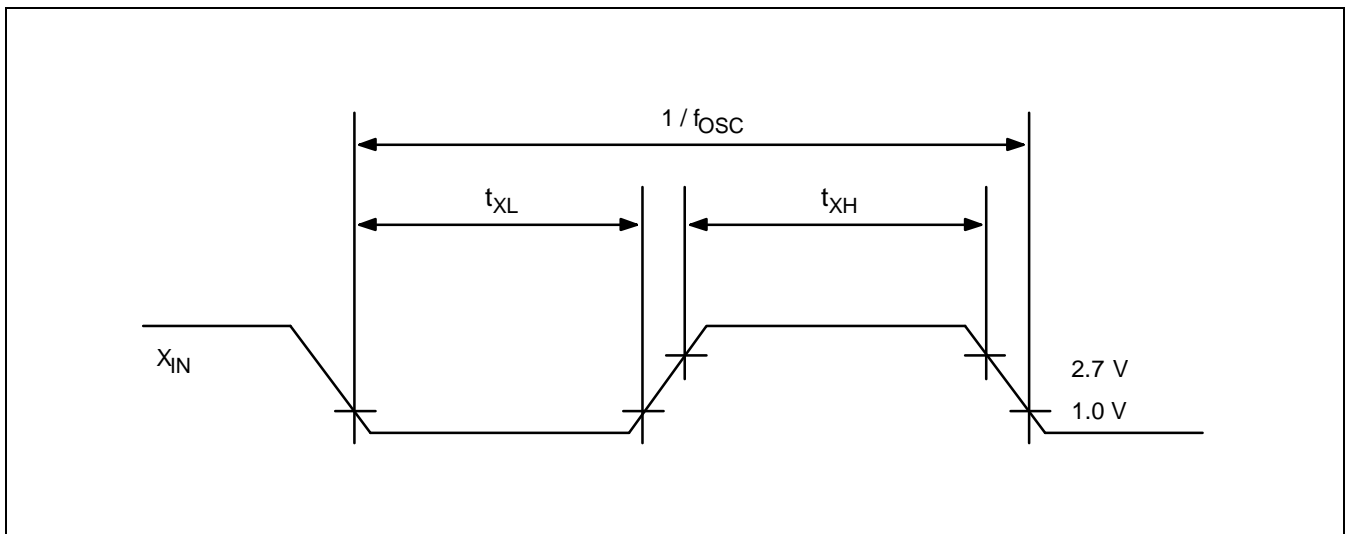 1 / fOSC
tXL
tXH
XIN
2.7 V
1.0 V